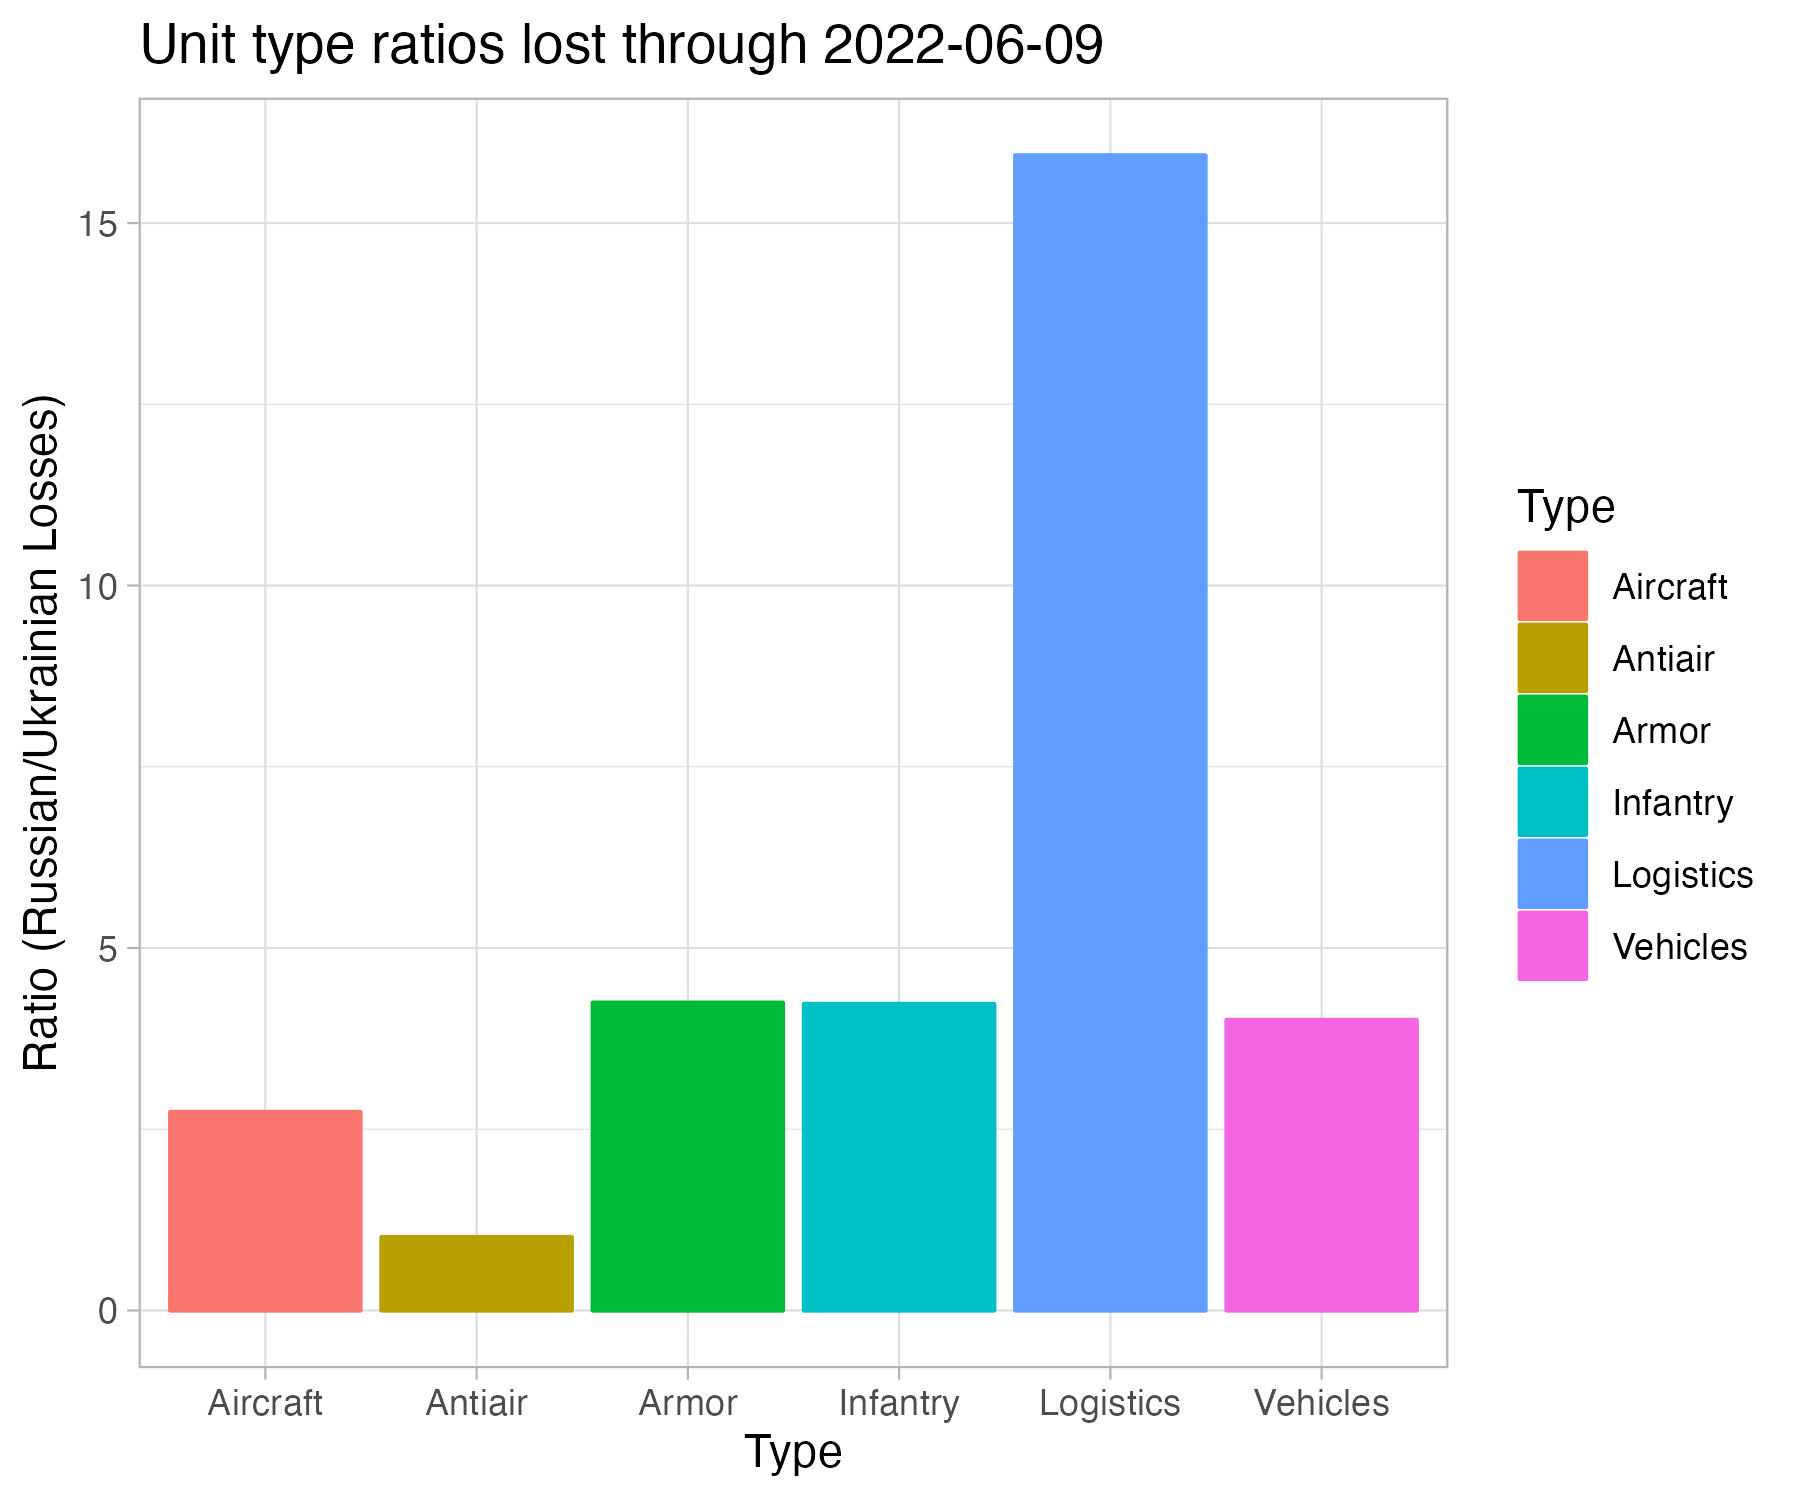 Unit type ratios lost through 2022-06-09
Ratio (Russian/Ukrainian Losses)
15
10
5
0
Aircraft Antiair Armor Infantry Logistics Vehicles
Type
Type
Aircraft
Antiair
Armor
Infantry
Logistics
Vehicles